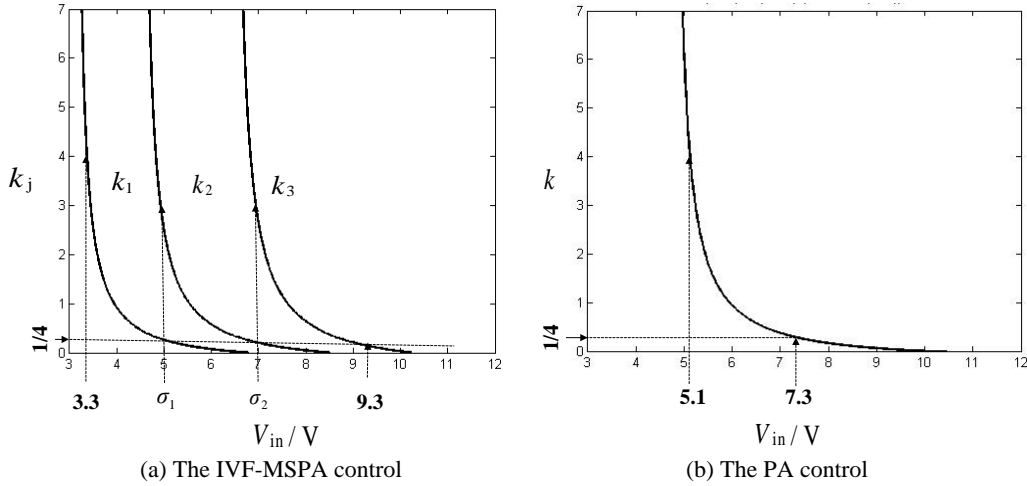 7
6
5
4
3
2
1
0
k_j
k_1
k_2
k_3
1/4
3 4 5 6 7 8 9 10 11 12
3.3 σ_1 σ_2 9.3
V_in / V
(a) The IVF-MSPA control
7
6
5
4
3
2
1
0
k
1/4
3 4 5 6 7 8 9 10 11 12
5.1 7.3
V_in / V
(b) The PA control